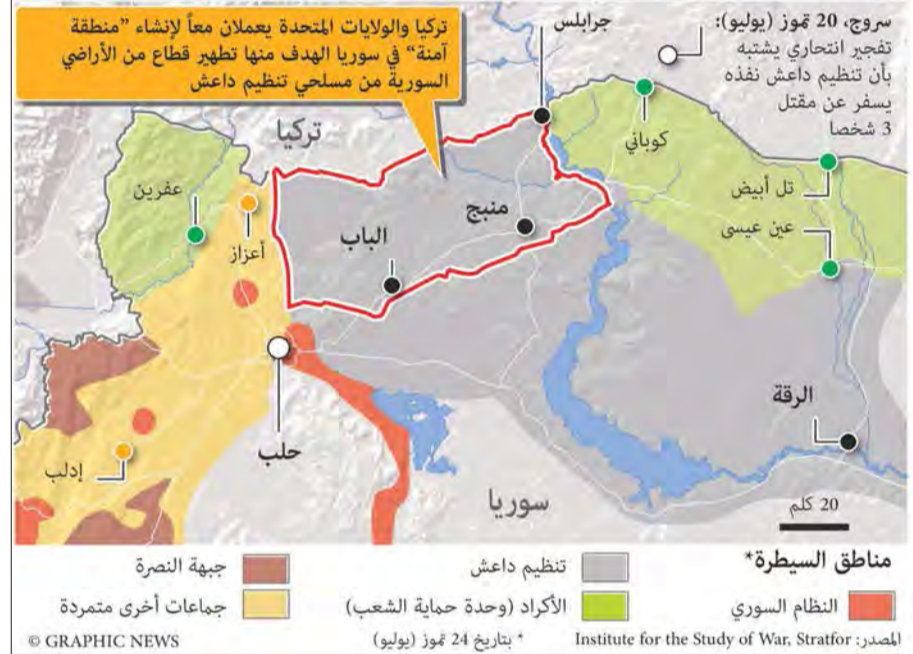 تركيا والولايات المتحدة يعملان معاً لإنشاء "منطقة
آمنة" في سوريا الهدف منها تطهير قطاع من الأراضي
السورية من مسلحي تنظيم داعش
سروج، 20 تموز (يوليو):
تفجير انتحاري يشتبه
بأن تنظيم داعش نفذه
يسفر عن مقتل
3 شخصا
جرابلس
تركيا
كوباني
عفرين
تل أبيض
منبج
أعزاز
الباب
عين عيسى
الرقة
حلب
إدلب
سوريا
20 كلم
مناطق السيطرة*
تنظيم داعش
جبهة النصرة
النظام السوري
الأكراد (وحدة حماية الشعب)
جماعات أخرى متمردة
المصدر: Institute for the Study of War, Stratfor
* بتاريخ 24 تموز (يوليو)
© GRAPHIC NEWS